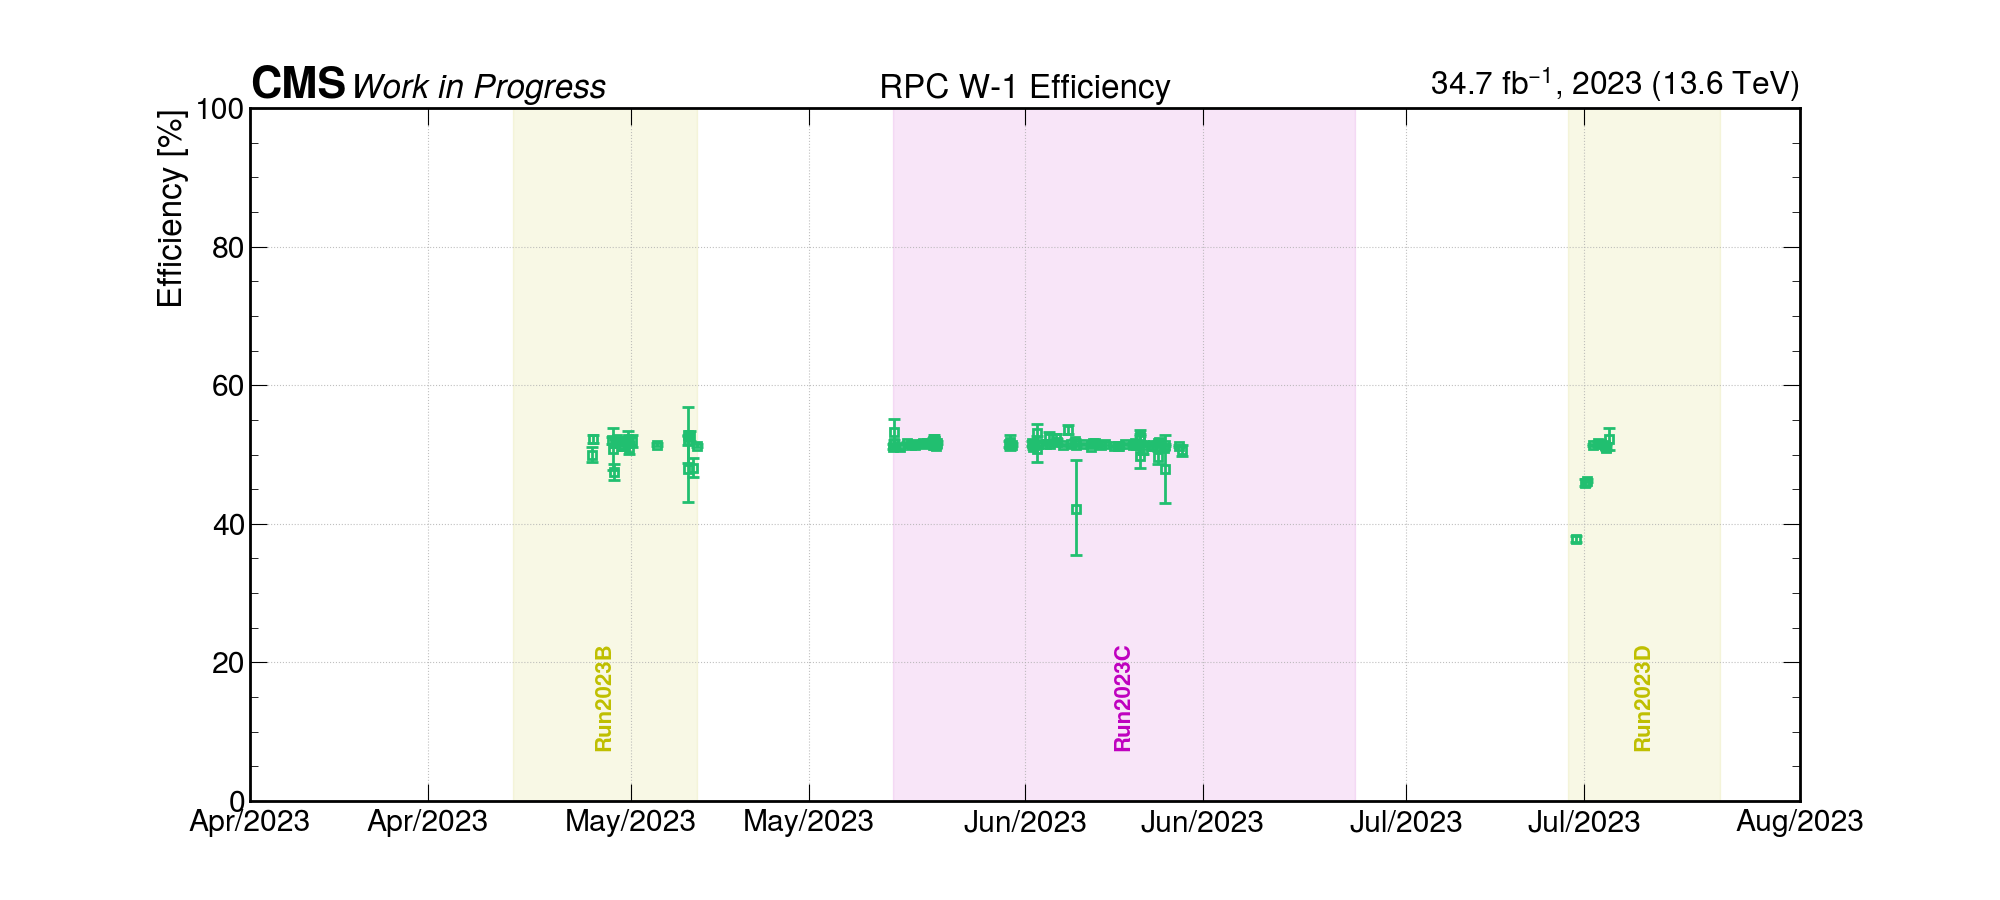 CMS Work in Progress RPC W-1 Efficiency 34.7 fb⁻¹, 2023 (13.6 TeV)
Efficiency [%]
100
80
60
40
20
0
Run2023B
Run2023C
Run2023D
Apr/2023 Apr/2023 May/2023 May/2023 Jun/2023 Jun/2023 Jul/2023 Jul/2023 Aug/2023